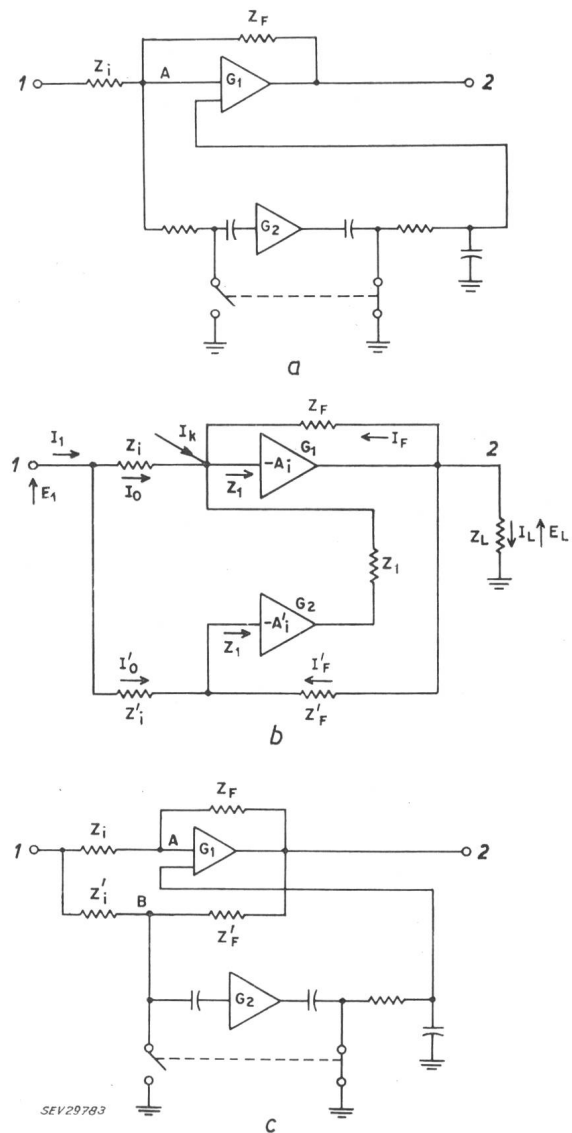 Z_F
1 Z_i A G_1 2
G_2
a
Z_F
I_k I_F 2
1 I_1 Z_i -A_i G_1
E_1 I_0 Z_1 Z_L I_L E_L
Z_1
G_2
-A'_i
Z_1
I'_0 I'_F
Z'_i Z'_F
b
Z_F
1 Z_i A G_1 2
Z'_i B Z'_F
G_2
SEV29783
c